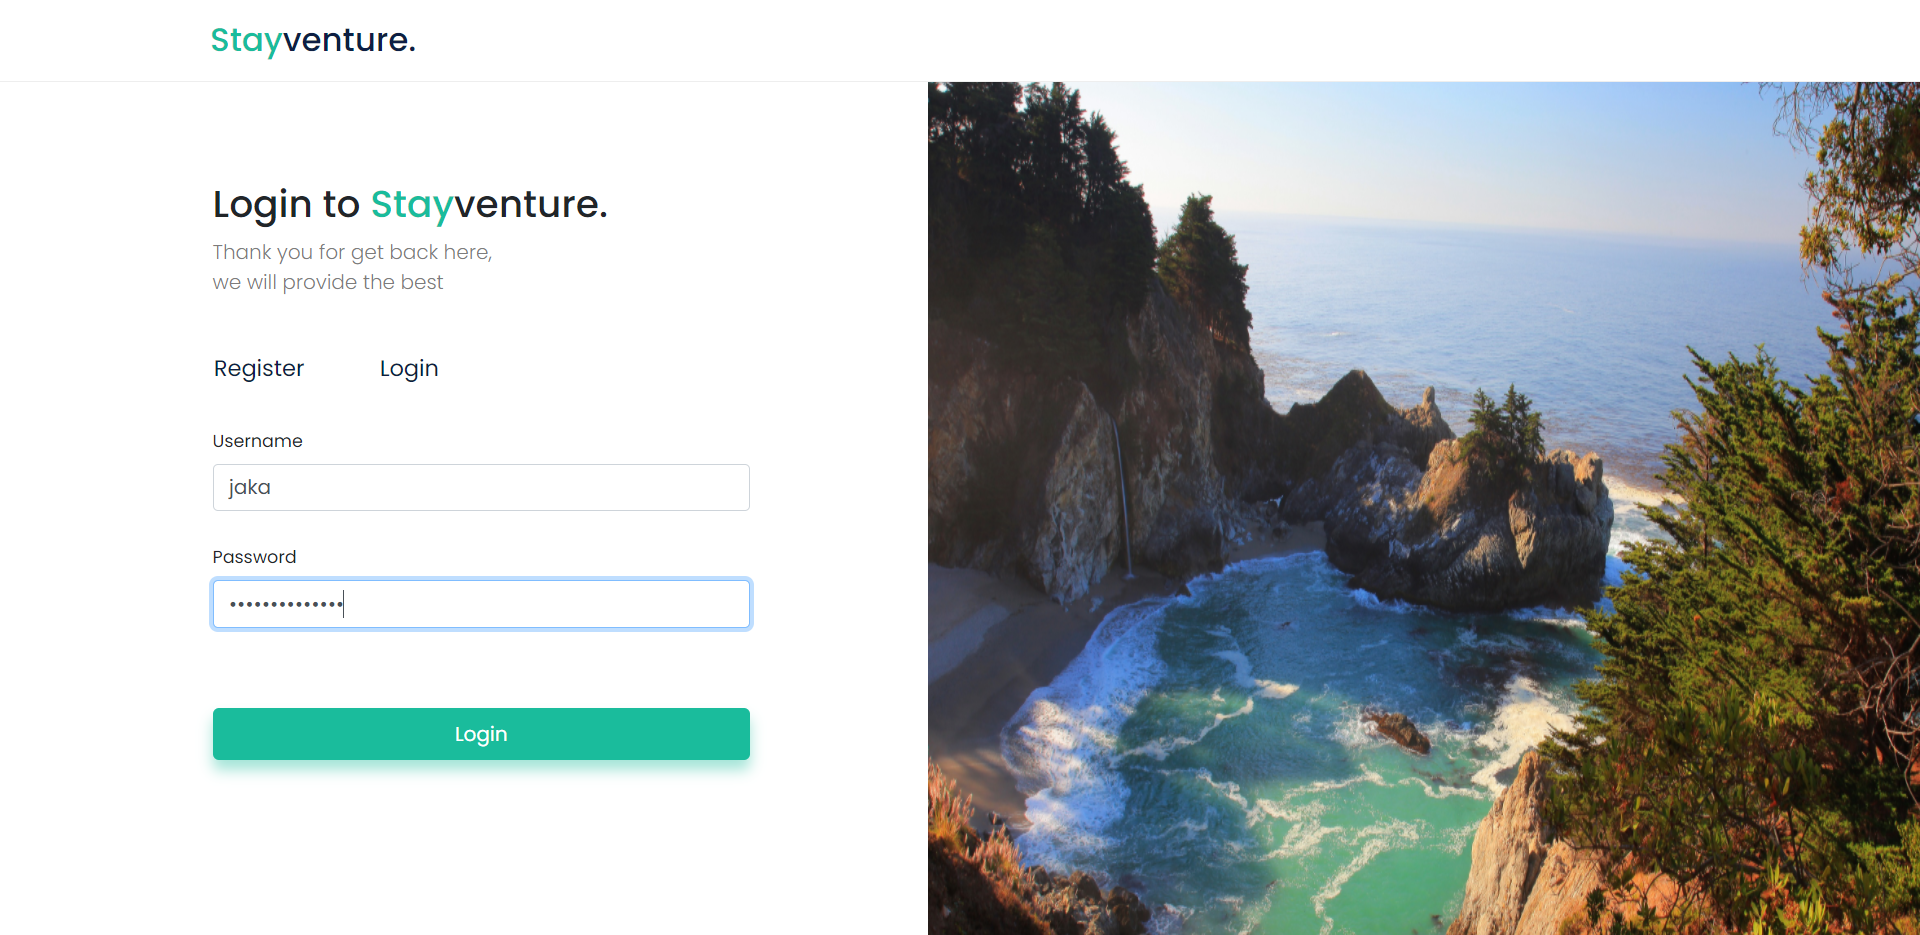 Stayventure.
Login to Stayventure.
Thank you for get back here,
we will provide the best
Register Login
Username
jaka
Password
••••••••••••••
Login